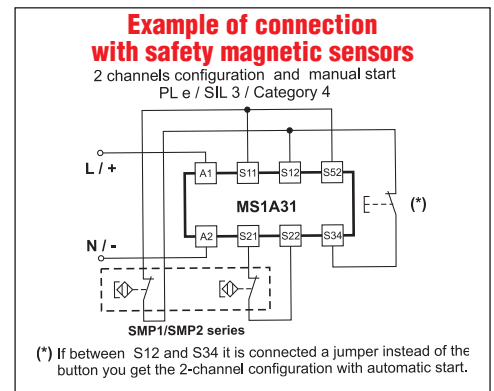 Example of connection
with safety magnetic sensors
2 channels configuration and manual start
PL e / SIL 3 / Category 4
L / +
A1 S11 S12 S52
MS1A31
(*)
A2 S21 S22 S34
N / -
SMP1/SMP2 series
(*) If between S12 and S34 it is connected a jumper instead of the
button you get the 2-channel configuration with automatic start.